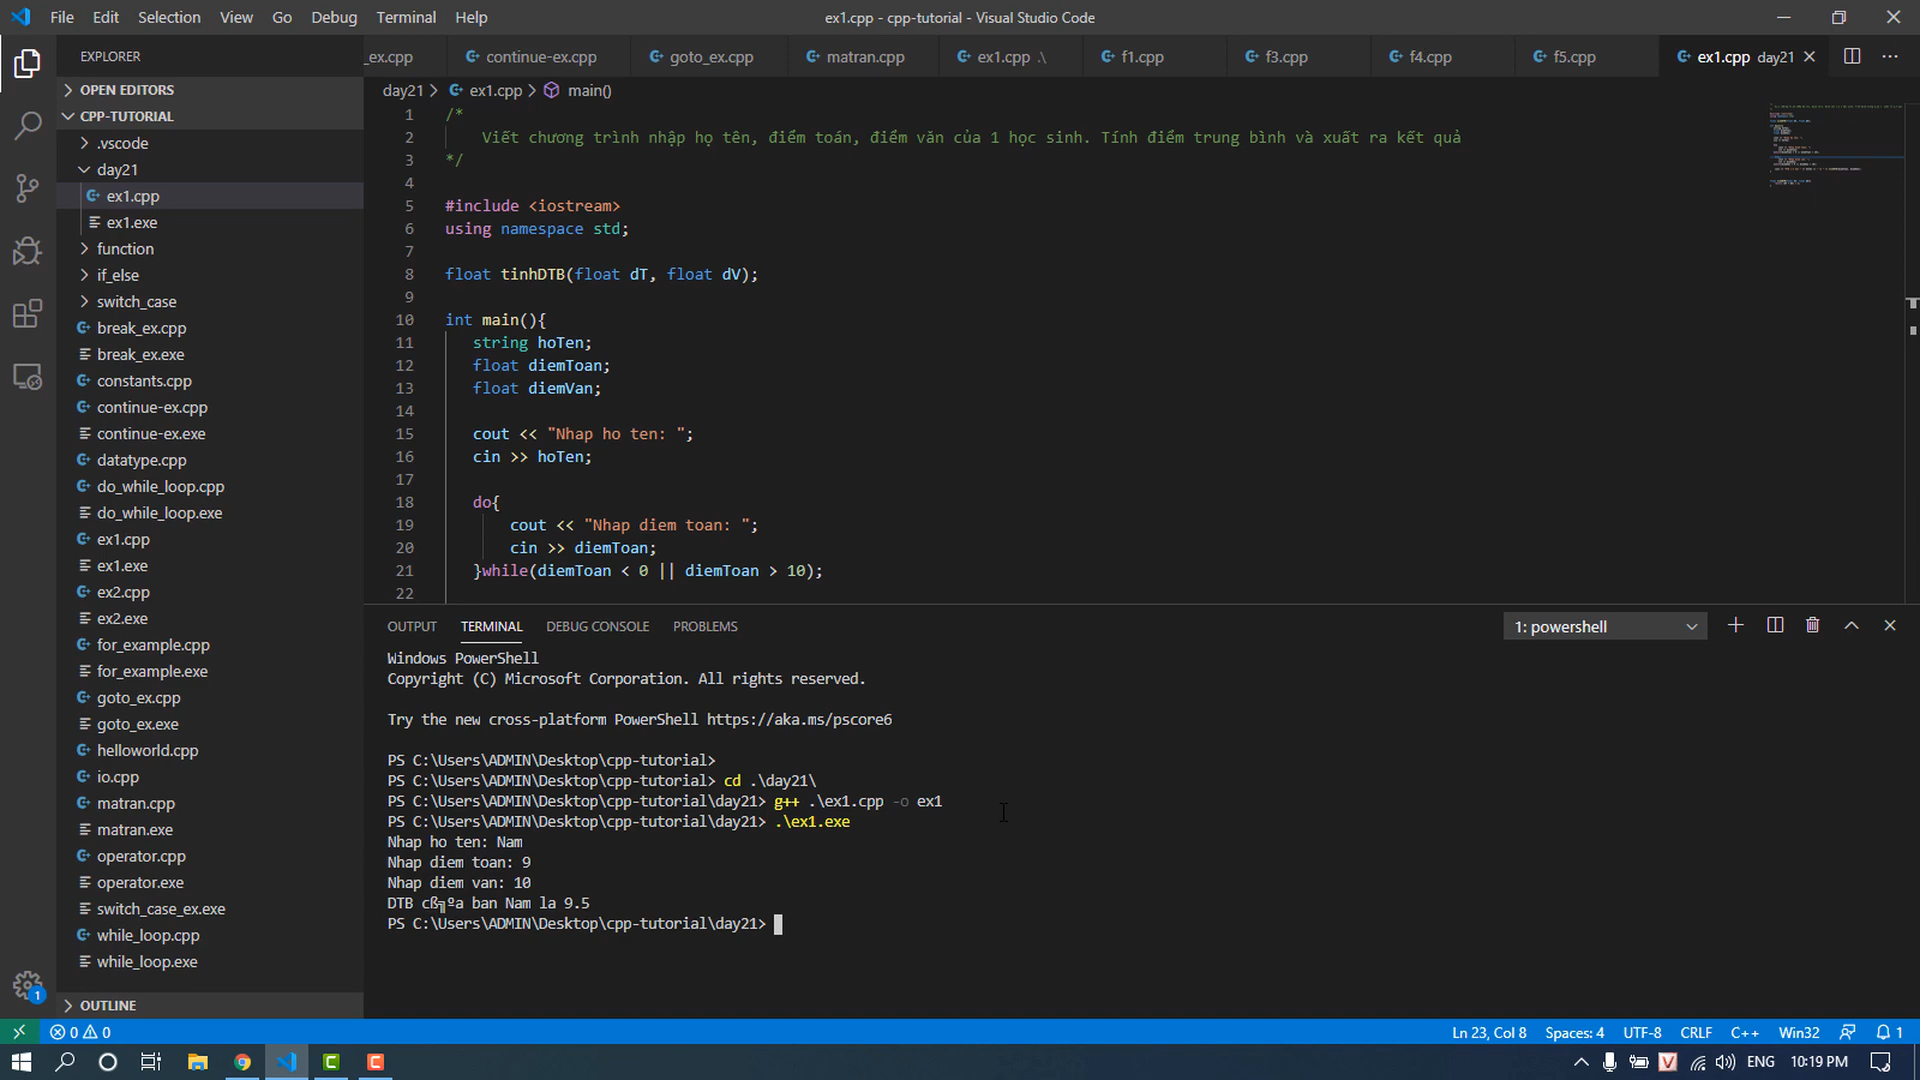 File Edit Selection View Go Debug Terminal Help
ex1.cpp - cpp-tutorial - Visual Studio Code
EXPLORER
OPEN EDITORS
CPP-TUTORIAL
.vscode
day21
ex1.cpp
ex1.exe
function
if_else
switch_case
break_ex.cpp
break_ex.exe
constants.cpp
continue-ex.cpp
continue-ex.exe
datatype.cpp
do_while_loop.cpp
do_while_loop.exe
ex1.cpp
ex1.exe
ex2.cpp
ex2.exe
for_example.cpp
for_example.exe
goto_ex.cpp
goto_ex.exe
helloworld.cpp
io.cpp
matran.cpp
matran.exe
operator.cpp
operator.exe
switch_case_ex.exe
while_loop.cpp
while_loop.exe
OUTLINE
_ex.cpp continue-ex.cpp goto_ex.cpp matran.cpp ex1.cpp .\ f1.cpp f3.cpp f4.cpp f5.cpp ex1.cpp day21
day21 > ex1.cpp > main()
1 /*
2 Viết chương trình nhập họ tên, điểm toán, điểm văn của 1 học sinh. Tính điểm trung bình và xuất ra kết quả
3 */
4
5 #include <iostream>
6 using namespace std;
7
8 float tinhDTB(float dT, float dV);
9
10 int main(){
11 string hoTen;
12 float diemToan;
13 float diemVan;
14
15 cout << "Nhap ho ten: ";
16 cin >> hoTen;
17
18 do{
19 cout << "Nhap diem toan: ";
20 cin >> diemToan;
21 }while(diemToan < 0 || diemToan > 10);
22
OUTPUT TERMINAL DEBUG CONSOLE PROBLEMS
1: powershell
Windows PowerShell
Copyright (C) Microsoft Corporation. All rights reserved.
Try the new cross-platform PowerShell https://aka.ms/pscore6
PS C:\Users\ADMIN\Desktop\cpp-tutorial>
PS C:\Users\ADMIN\Desktop\cpp-tutorial> cd .\day21\
PS C:\Users\ADMIN\Desktop\cpp-tutorial\day21> g++ .\ex1.cpp -o ex1
PS C:\Users\ADMIN\Desktop\cpp-tutorial\day21> .\ex1.exe
Nhap ho ten: Nam
Nhap diem toan: 9
Nhap diem van: 10
DTB cß╗ºa ban Nam la 9.5
PS C:\Users\ADMIN\Desktop\cpp-tutorial\day21>
0 0 Ln 23, Col 8 Spaces: 4 UTF-8 CRLF C++ Win32 1
ENG 10:19 PM